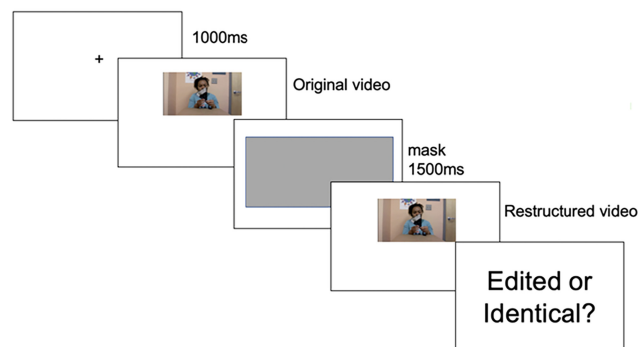 +
1000ms
Original video
mask
1500ms
Restructured video
Edited or
Identical?